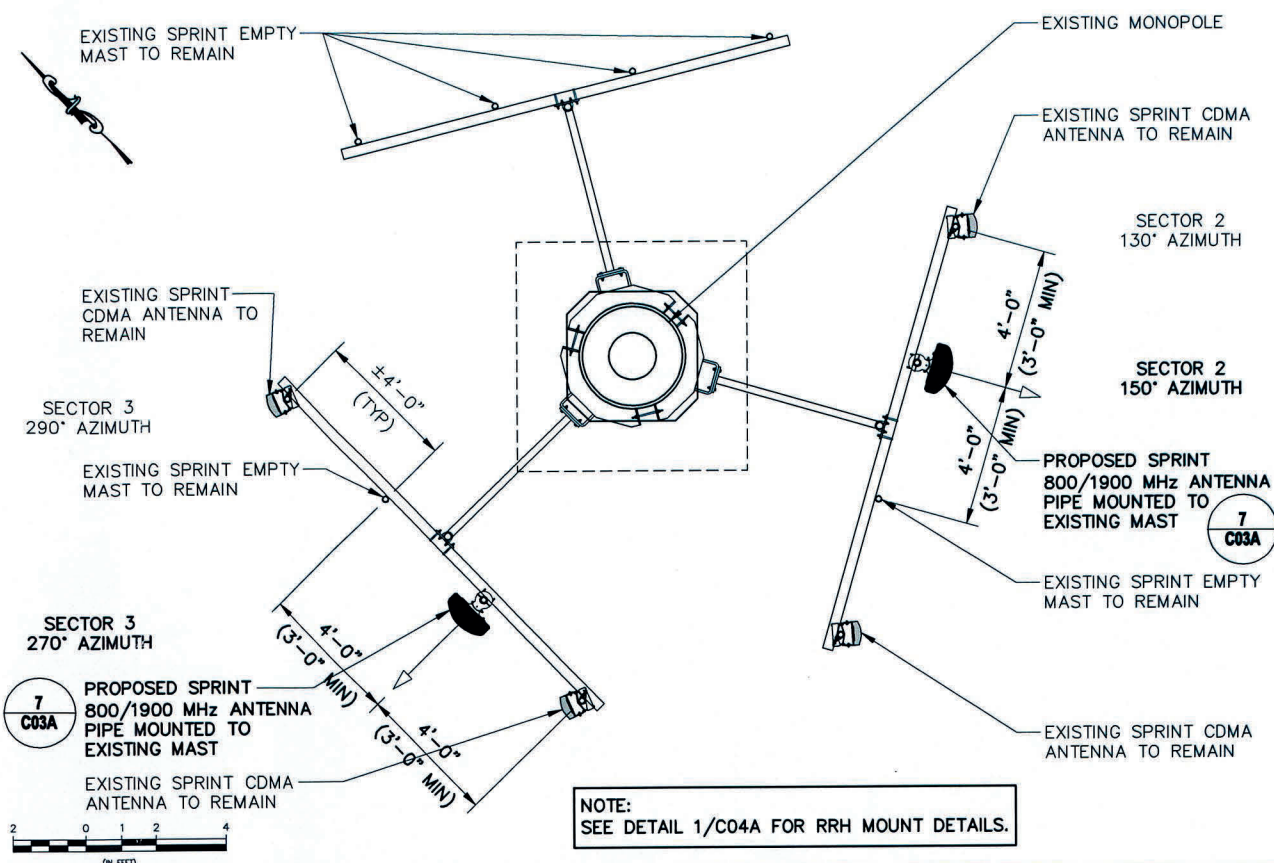 EXISTING SPRINT EMPTY
MAST TO REMAIN
EXISTING MONOPOLE
EXISTING SPRINT CDMA
ANTENNA TO REMAIN
SECTOR 2
130° AZIMUTH
4'-0"
(3'-0" MIN)
SECTOR 2
150° AZIMUTH
4'-0"
(3'-0" MIN)
PROPOSED SPRINT
800/1900 MHz ANTENNA
PIPE MOUNTED TO
EXISTING MAST
7
C03A
EXISTING SPRINT EMPTY
MAST TO REMAIN
EXISTING SPRINT CDMA
ANTENNA TO REMAIN
EXISTING SPRINT
CDMA ANTENNA TO
REMAIN
±4'-0"
(TYP)
SECTOR 3
290° AZIMUTH
EXISTING SPRINT EMPTY
MAST TO REMAIN
SECTOR 3
270° AZIMUTH
4'-0"
(3'-0" MIN)
7
C03A
PROPOSED SPRINT
800/1900 MHz ANTENNA
PIPE MOUNTED TO
EXISTING MAST
4'-0"
(3'-0" MIN)
EXISTING SPRINT CDMA
ANTENNA TO REMAIN
NOTE:
SEE DETAIL 1/C04A FOR RRH MOUNT DETAILS.
2 0 1 2 4
(IN FEET)